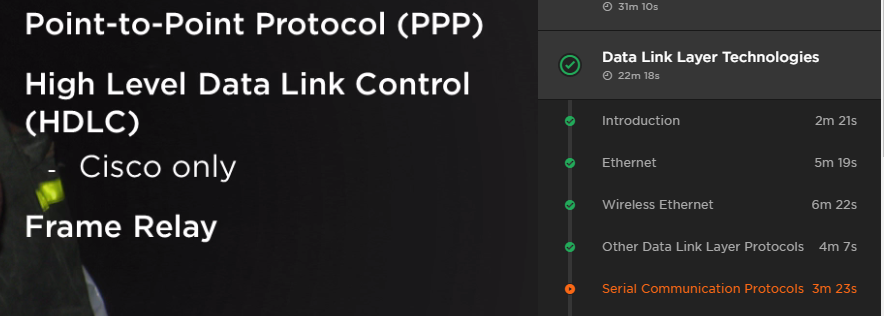 Point-to-Point Protocol (PPP)
High Level Data Link Control
(HDLC)
- Cisco only
Frame Relay
31m 10s
Data Link Layer Technologies
22m 18s
Introduction 2m 21s
Ethernet 5m 19s
Wireless Ethernet 6m 22s
Other Data Link Layer Protocols 4m 7s
Serial Communication Protocols 3m 23s